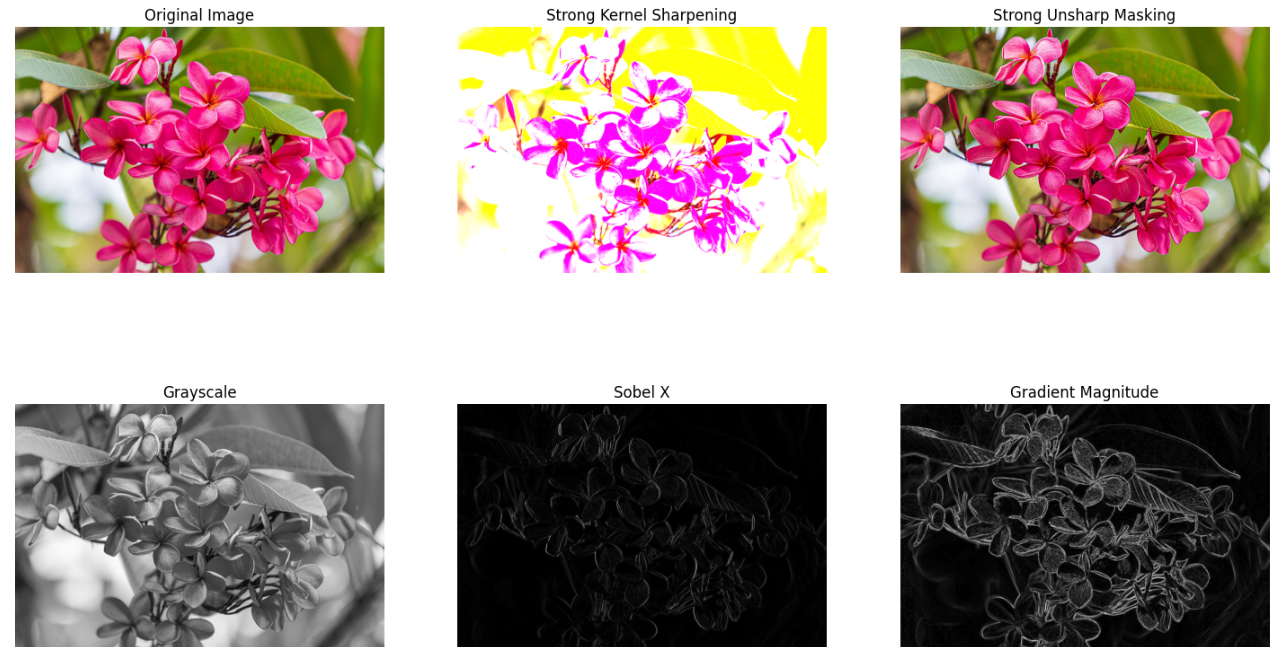 Original Image
Strong Kernel Sharpening
Strong Unsharp Masking
Grayscale
Sobel X
Gradient Magnitude